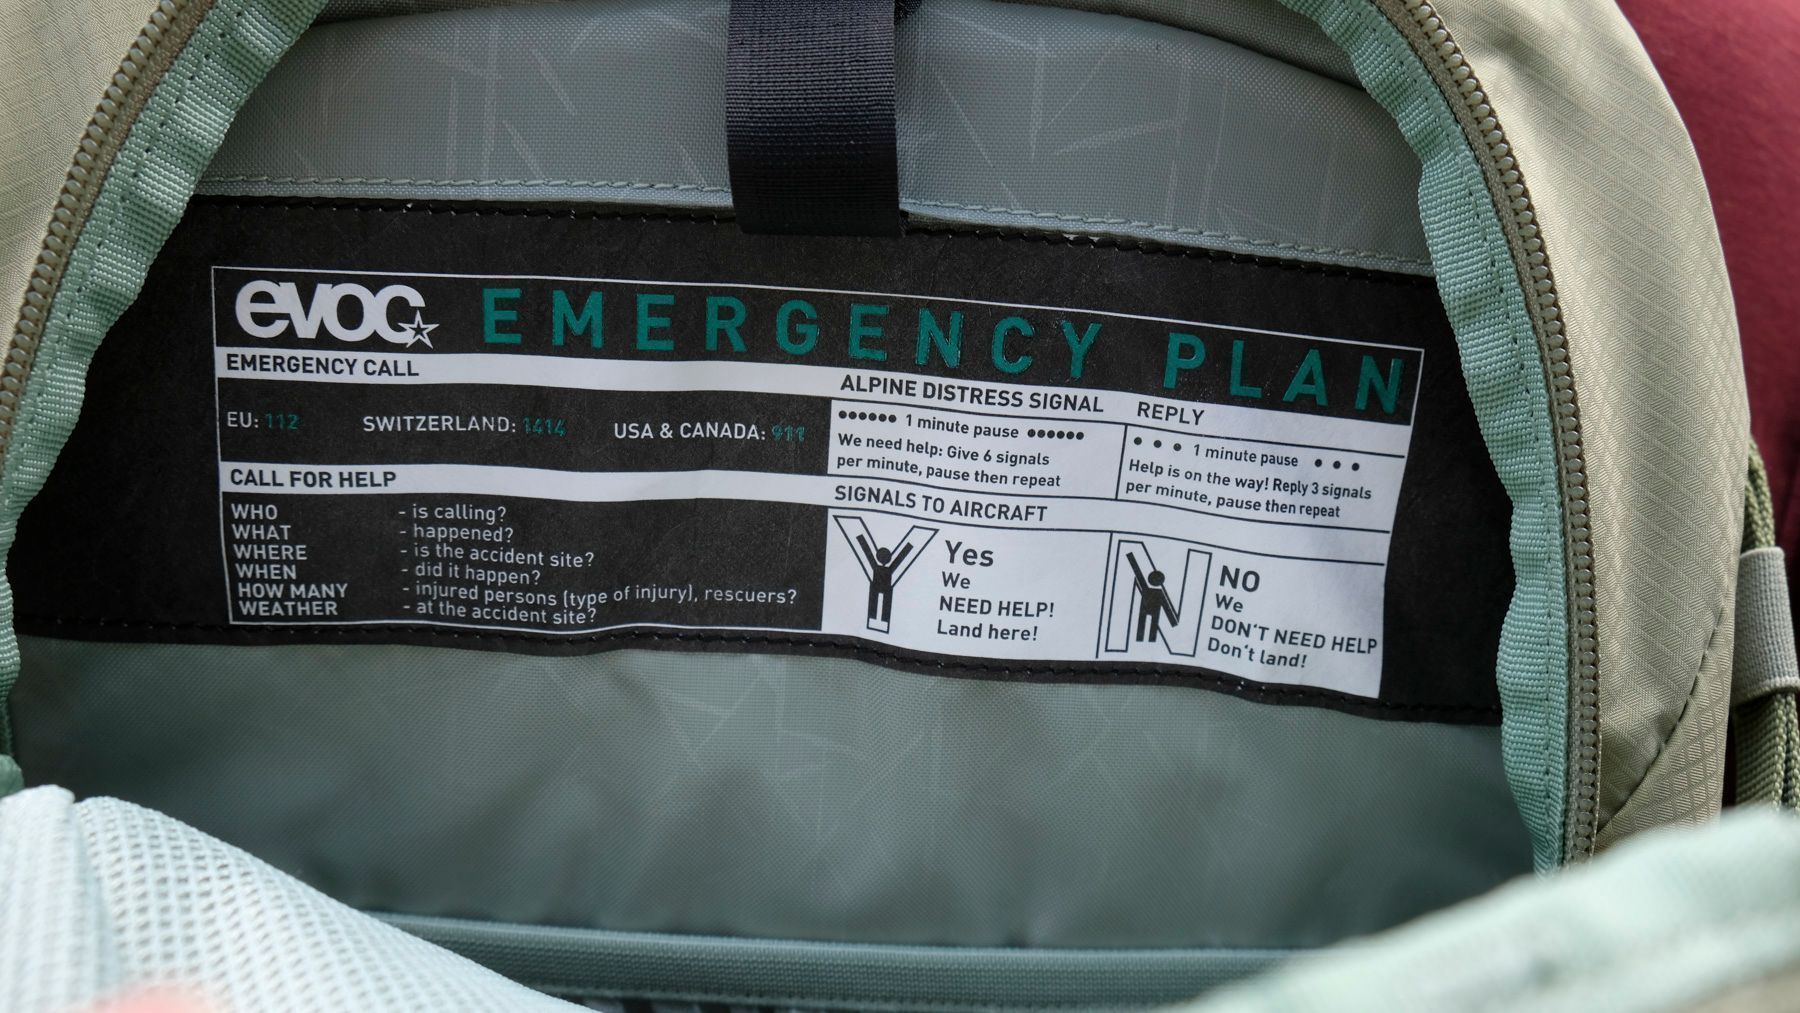 evoc EMERGENCY PLAN
EMERGENCY CALL
EU: 112 SWITZERLAND: 1414 USA & CANADA: 911
CALL FOR HELP
WHO - is calling?
WHAT - happened?
WHERE - is the accident site?
WHEN - did it happen?
HOW MANY - injured persons (type of injury), rescuers?
WEATHER - at the accident site?
ALPINE DISTRESS SIGNAL
•••••• 1 minute pause ••••••
We need help: Give 6 signals
per minute, pause then repeat
REPLY
• • • 1 minute pause • • •
Help is on the way! Reply 3 signals
per minute, pause then repeat
SIGNALS TO AIRCRAFT
Y
Yes
We
NEED HELP!
Land here!
N
NO
We
DON'T NEED HELP
Don't land!